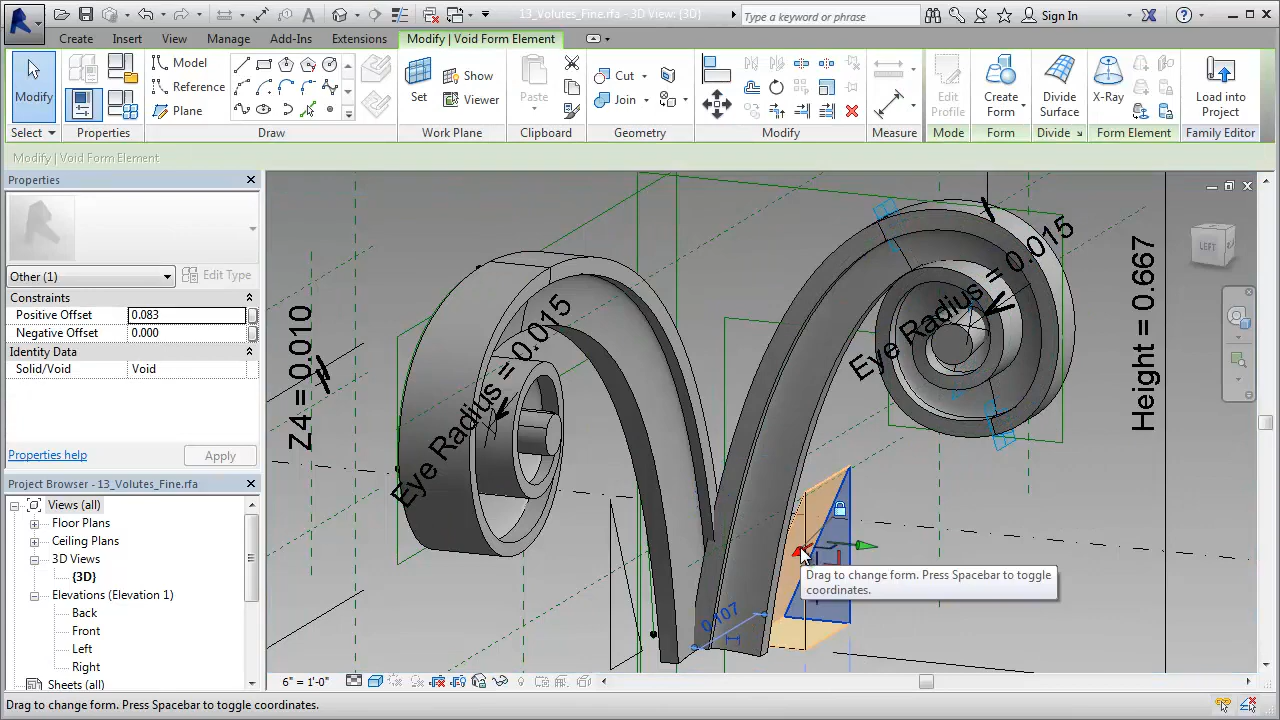 13_Volutes_Fine.rfa - 3D View: {3D}
Type a keyword or phrase
Sign In
Create
Insert
View
Manage
Add-Ins
Extensions
Modify | Void Form Element
Modify
Select
Properties
Model
Reference
Plane
Draw
Set
Show
Viewer
Work Plane
Paste
Clipboard
Cut
Join
Geometry
Modify
Measure
Edit
Profile
Mode
Create
Form
Form
Divide
Surface
Divide
X-Ray
Form Element
Load into
Project
Family Editor
Modify | Void Form Element
Properties
Other (1)
Edit Type
Constraints
Positive Offset
0.083
Negative Offset
0.000
Identity Data
Solid/Void
Void
Properties help
Apply
Project Browser - 13_Volutes_Fine.rfa
Views (all)
Floor Plans
Ceiling Plans
3D Views
{3D}
Elevations (Elevation 1)
Back
Front
Left
Right
Sheets (all)
Z4 = 0.010
Eye Radius = 0.015
Eye Radius = 0.015
Height = 0.667
LEFT
0.107
Drag to change form. Press Spacebar to toggle
coordinates.
6" = 1'-0"
Drag to change form. Press Spacebar to toggle coordinates.